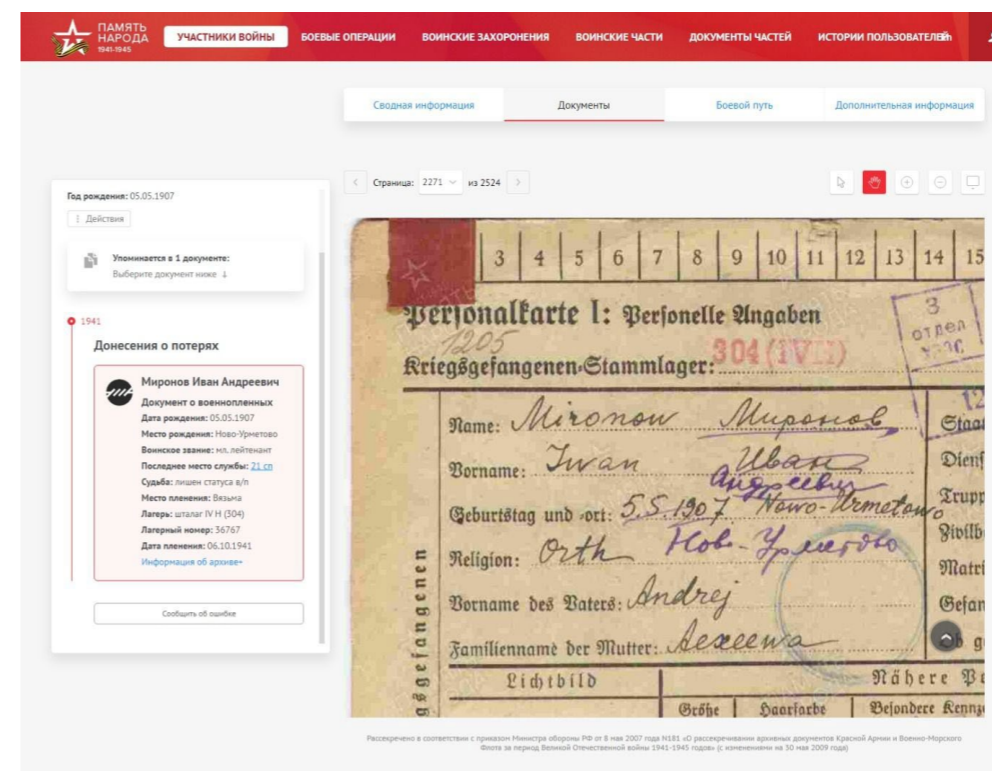 ПАМЯТЬ
НАРОДА
1941-1945
УЧАСТНИКИ ВОЙНЫ
БОЕВЫЕ ОПЕРАЦИИ
ВОИНСКИЕ ЗАХОРОНЕНИЯ
ВОИНСКИЕ ЧАСТИ
ДОКУМЕНТЫ ЧАСТЕЙ
ИСТОРИИ ПОЛЬЗОВАТЕЛЕЙ
Сводная информация
Документы
Боевой путь
Дополнительная информация
Год рождения: 05.05.1907
Действия
Упоминается в 1 документе:
Выберите документ ниже ↓
1941
Донесения о потерях
Миронов Иван Андреевич
Документ о военнопленных
Дата рождения: 05.05.1907
Место рождения: Ново-Урметово
Воинское звание: мл. лейтенант
Последнее место службы: 21 сп
Судьба: лишен статуса в/п
Место пленения: Вязьма
Лагерь: шталаг IV H (304)
Лагерный номер: 36767
Дата пленения: 06.10.1941
Информация об архиве+
Сообщить об ошибке
Страница: 2271 из 2524
3 4 5 6 7 8 9 10 11 12 13 14 15
Personalkarte I: Personelle Angaben
1205
Kriegsgefangenen-Stammlager: 304 (IV H)
3
отдел
Name: Mironow Миронов
Vorname: Iwan Иван
Андреевич
Geburtstag und -ort: 5.5.1907 Nowo-Urmetowo
Religion: Orth Ново-Урметово
Vorname des Vaters: Andrej
Familienname der Mutter:
Lichtbild
Größe Haarfarbe
Рассекречено в соответствии с приказом Министра обороны РФ от 8 мая 2007 года N181 «О рассекречивании архивных документов Красной Армии и Военно-Морского
Флота за период Великой Отечественной войны 1941-1945 годов» (с изменениями на 30 мая 2009 года)